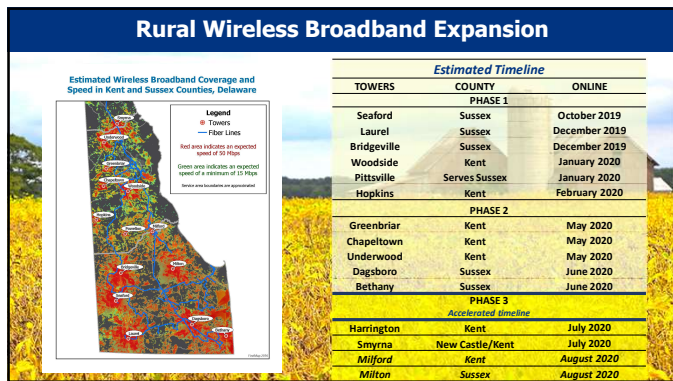 Rural Wireless Broadband Expansion
Estimated Wireless Broadband Coverage and
Speed in Kent and Sussex Counties, Delaware
Legend
Towers
Fiber Lines
Red area indicates an expected
speed of 50 Mbps
Green area indicates an expected
speed of a minimum of 15 Mbps
Service area boundaries are approximated
Smyrna
Underwood
Greenbriar
Chapeltown
Woodside
Hopkins
Harrington
Milford
Bridgeville
Milton
Seaford
Dagsboro
Laurel
Bethany
Estimated Timeline
TOWERS COUNTY ONLINE
PHASE 1
Seaford Sussex October 2019
Laurel Sussex December 2019
Bridgeville Sussex December 2019
Woodside Kent January 2020
Pittsville Serves Sussex January 2020
Hopkins Kent February 2020
PHASE 2
Greenbriar Kent May 2020
Chapeltown Kent May 2020
Underwood Kent May 2020
Dagsboro Sussex June 2020
Bethany Sussex June 2020
PHASE 3
Accelerated timeline
Harrington Kent July 2020
Smyrna New Castle/Kent July 2020
Milford Kent August 2020
Milton Sussex August 2020